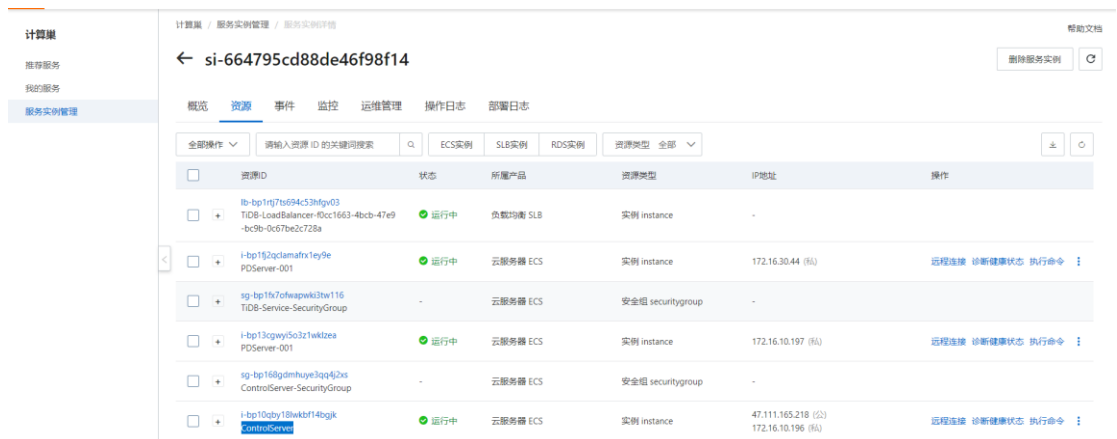 计算巢 / 服务实例管理 / 服务实例详情
帮助文档
计算巢
推荐服务
我的服务
服务实例管理
← si-664795cd88de46f98f14
删除服务实例
概览 资源 事件 监控 运维管理 操作日志 部署日志
全部操作 请输入资源 ID 的关键词搜索 ECS实例 SLB实例 RDS实例 资源类型 全部
资源ID 状态 所属产品 资源类型 IP地址 操作
lb-bp1rtj7ts694c53hfgv03
TiDB-LoadBalancer-f0cc1663-4bcb-47e9
-bc9b-0c67be2c728a
运行中 负载均衡 SLB 实例 instance -
i-bp1fj2qclamafrx1ey9e
PDServer-001
运行中 云服务器 ECS 实例 instance 172.16.30.44 (私) 远程连接 诊断健康状态 执行命令
sg-bp1fx7ofwapwki3tw116
TiDB-Service-SecurityGroup
- 云服务器 ECS 安全组 securitygroup -
i-bp13cgwyi5o3z1wklzea
PDServer-001
运行中 云服务器 ECS 实例 instance 172.16.10.197 (私) 远程连接 诊断健康状态 执行命令
sg-bp168gdmhuye3qq4j2xs
ControlServer-SecurityGroup
- 云服务器 ECS 安全组 securitygroup -
i-bp10qby18lwkbf14bgjk
ControlServer
运行中 云服务器 ECS 实例 instance 47.111.165.218 (公)
172.16.10.196 (私)
远程连接 诊断健康状态 执行命令